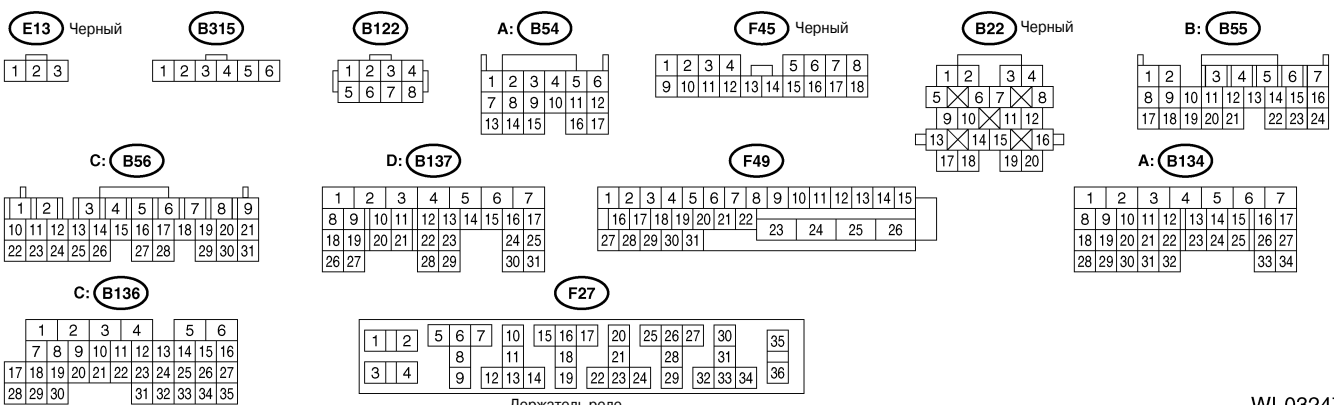 E13 Черный B315 B122 A: B54 F45 Черный B22 Черный B: B55
1 2 3
1 2 3 4 5 6
1 2 3 4
5 6 7 8
1 2 3 4 5 6
7 8 9 10 11 12
13 14 15 16 17
1 2 3 4 5 6 7 8
9 10 11 12 13 14 15 16 17 18
1 2 3 4
5 6 7 8
9 10 11 12
13 14 15 16
17 18 19 20
1 2 3 4 5 6 7
8 9 10 11 12 13 14 15 16
17 18 19 20 21 22 23 24
C: B56 D: B137 F49 A: B134
1 2 3 4 5 6 7 8 9
10 11 12 13 14 15 16 17 18 19 20 21
22 23 24 25 26 27 28 29 30 31
1 2 3 4 5 6 7
8 9 10 11 12 13 14 15 16 17
18 19 20 21 22 23 24 25
26 27 28 29 30 31
1 2 3 4 5 6 7 8 9 10 11 12 13 14 15
16 17 18 19 20 21 22
23 24 25 26
27 28 29 30 31
1 2 3 4 5 6 7
8 9 10 11 12 13 14 15 16 17
18 19 20 21 22 23 24 25 26 27
28 29 30 31 32 33 34
C: B136 F27
1 2 3 4 5 6
7 8 9 10 11 12 13 14 15 16
17 18 19 20 21 22 23 24 25 26 27
28 29 30 31 32 33 34 35
1 2 5 6 7 10 15 16 17 20 25 26 27 30 35
8 11 18 21 28 31
3 4 9 12 13 14 19 22 23 24 29 32 33 34 36
Держатель реле